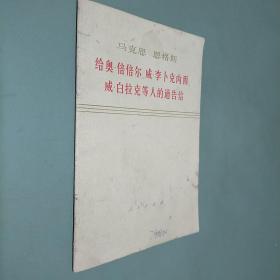 马克思 恩格斯
给奥·倍倍尔、威·李卜克内西、
威·白拉克等人的通告信